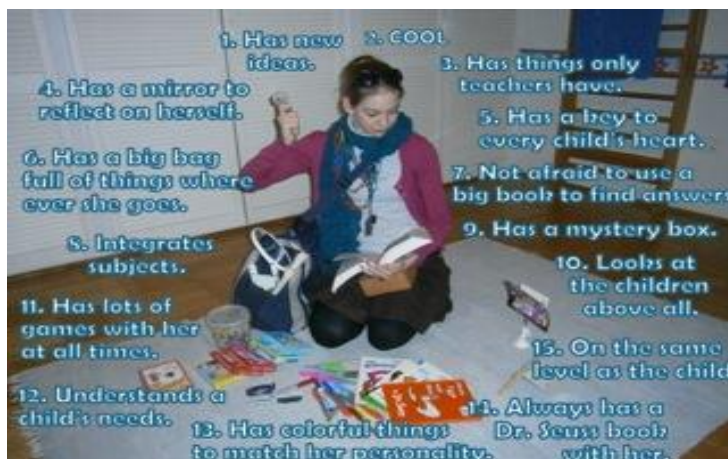 1. Has new
ideas.
2. COOL
3. Has things only
teachers have.
4. Has a mirror to
reflect on herself.
5. Has a key to
every child's heart.
6. Has a big bag
full of things where
ever she goes.
7. Not afraid to use a
big book to find answers
8. Integrates
subjects.
9. Has a mystery box.
10. Looks at
the children
above all.
11. Has lots of
games with her
at all times.
15. On the same
level as the child
12. Understands a
child's needs.
13. Has colorful things
to match her personality.
14. Always has a
Dr. Seuss book
with her.